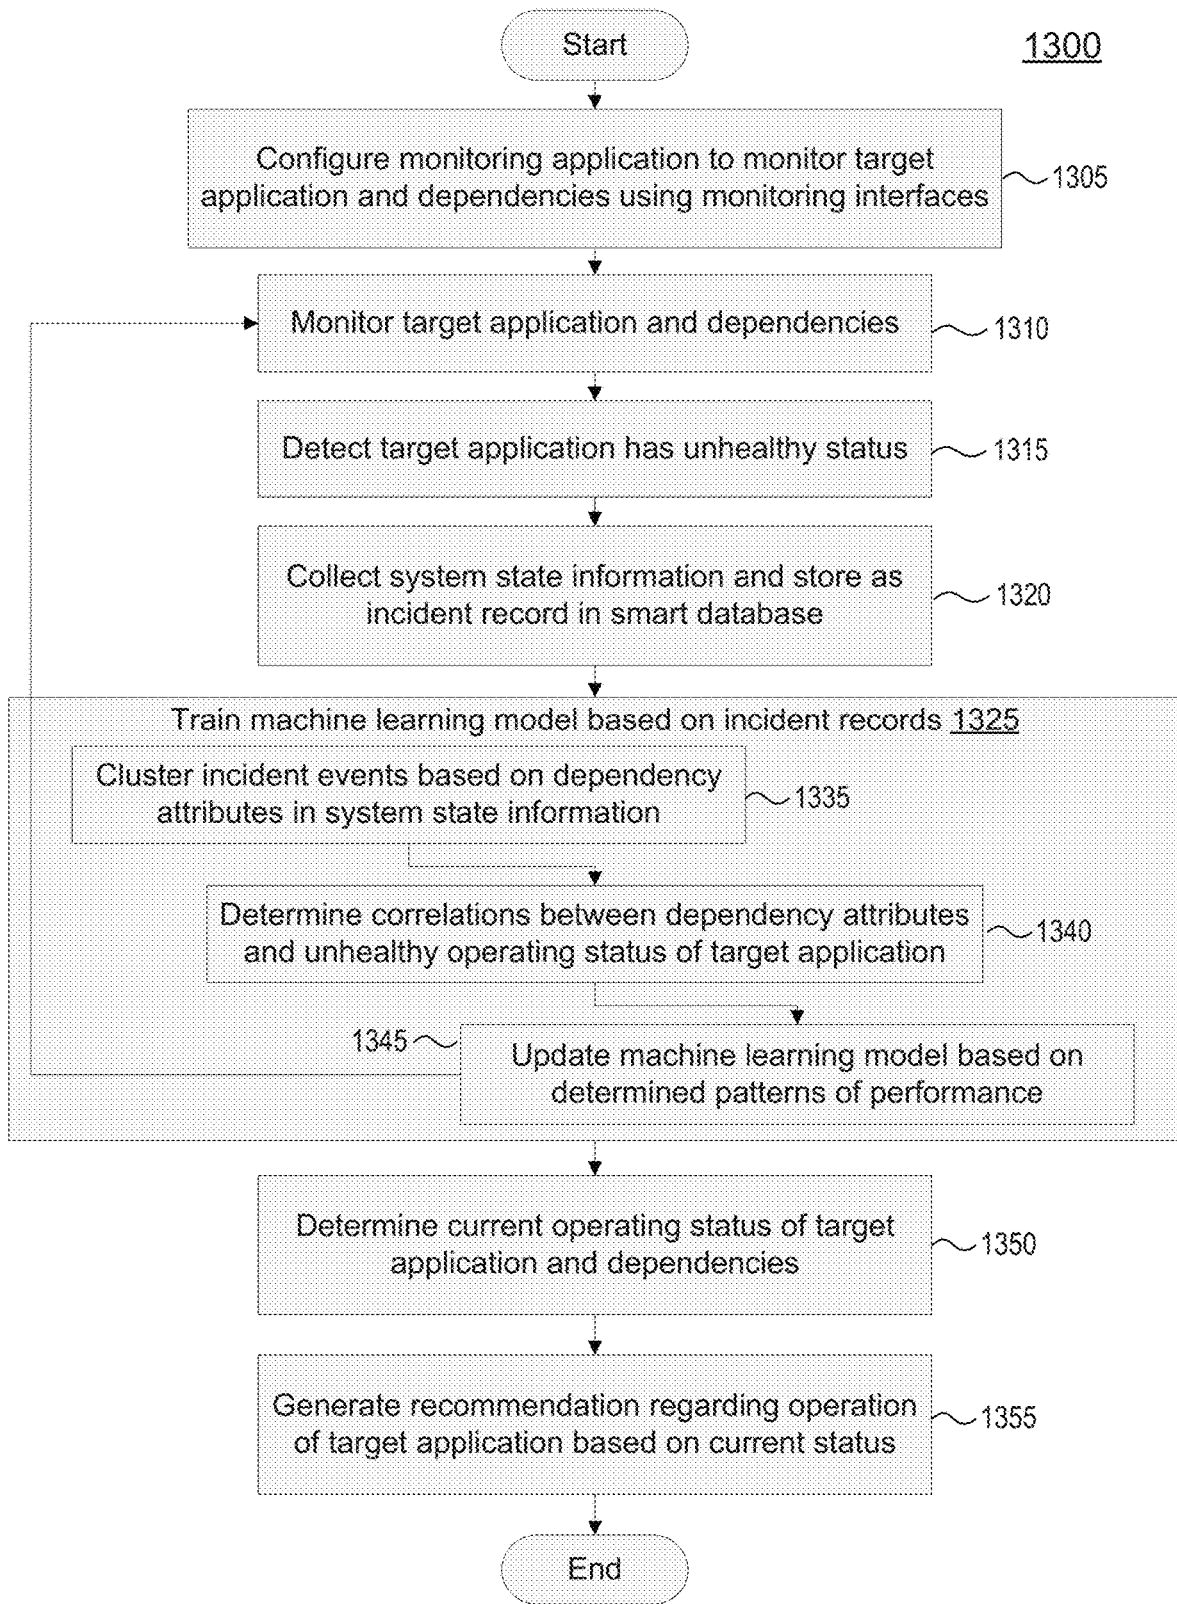 Start
1300
Configure monitoring application to monitor target
application and dependencies using monitoring interfaces
1305
Monitor target application and dependencies
1310
Detect target application has unhealthy status
1315
Collect system state information and store as
incident record in smart database
1320
Train machine learning model based on incident records 1325
Cluster incident events based on dependency
attributes in system state information
1335
Determine correlations between dependency attributes
and unhealthy operating status of target application
1340
1345
Update machine learning model based on
determined patterns of performance
Determine current operating status of target
application and dependencies
1350
Generate recommendation regarding operation
of target application based on current status
1355
End